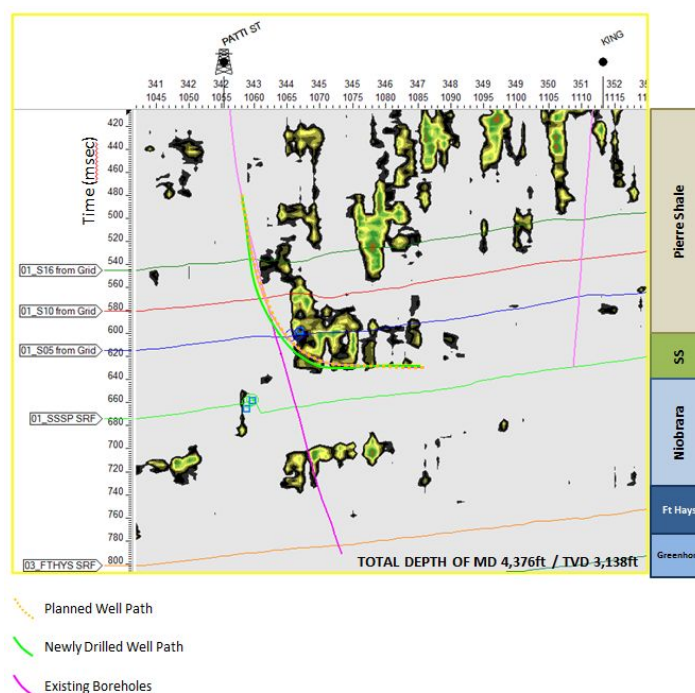 PATTI ST
KING
341 341 342 343 344 345 345 346 347 348 349 349 350 351 352
1045 1050 1055 1060 1065 1070 1075 1080 1085 1090 1095 1100 1105 1110 1115
Time (msec)
420
440
460
480
500
520
540
560
580
600
620
640
660
680
700
720
740
760
780
800
01_S16 from Grid
01_S10 from Grid
01_S05 from Grid
01_SSSP SRF
03_FTHYS SRF
Pierre Shale
SS
Niobrara
Ft Hays
Greenhor
TOTAL DEPTH OF MD 4,376ft / TVD 3,138ft
Planned Well Path
Newly Drilled Well Path
Existing Boreholes